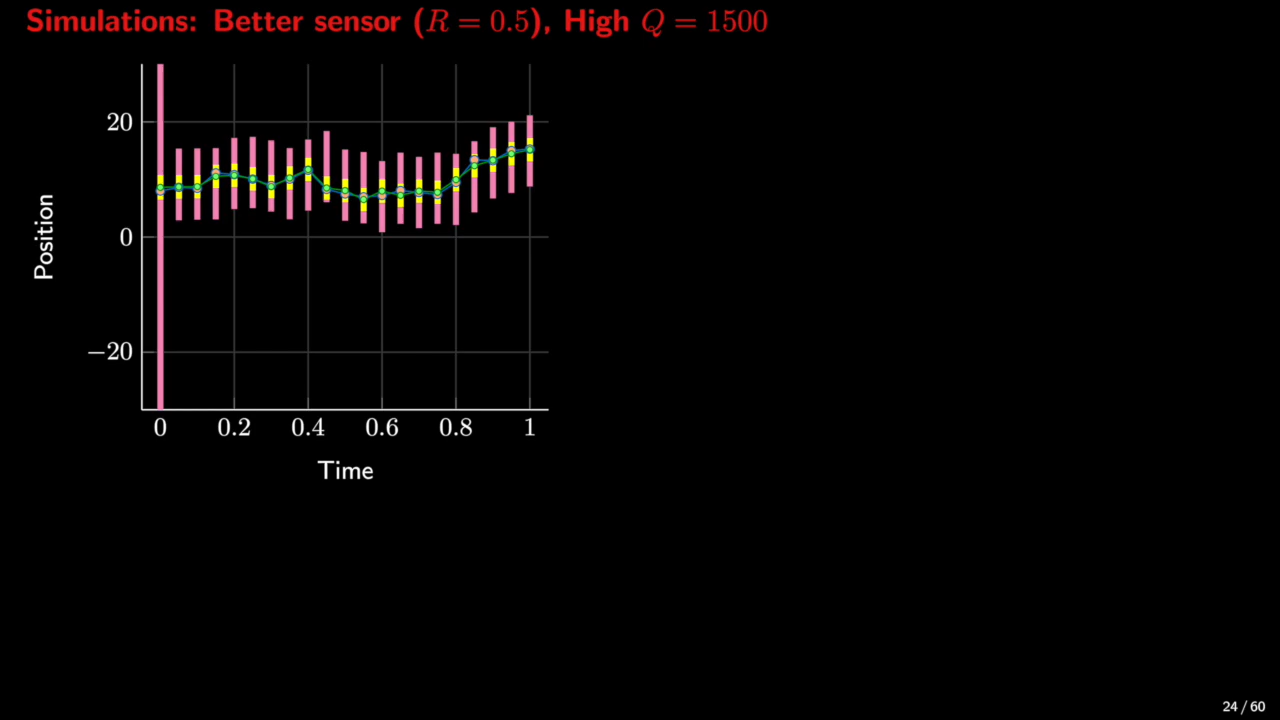 Simulations: Better sensor (R = 0.5), High Q = 1500
20
0
−20
Position
0 0.2 0.4 0.6 0.8 1
Time
24 / 60